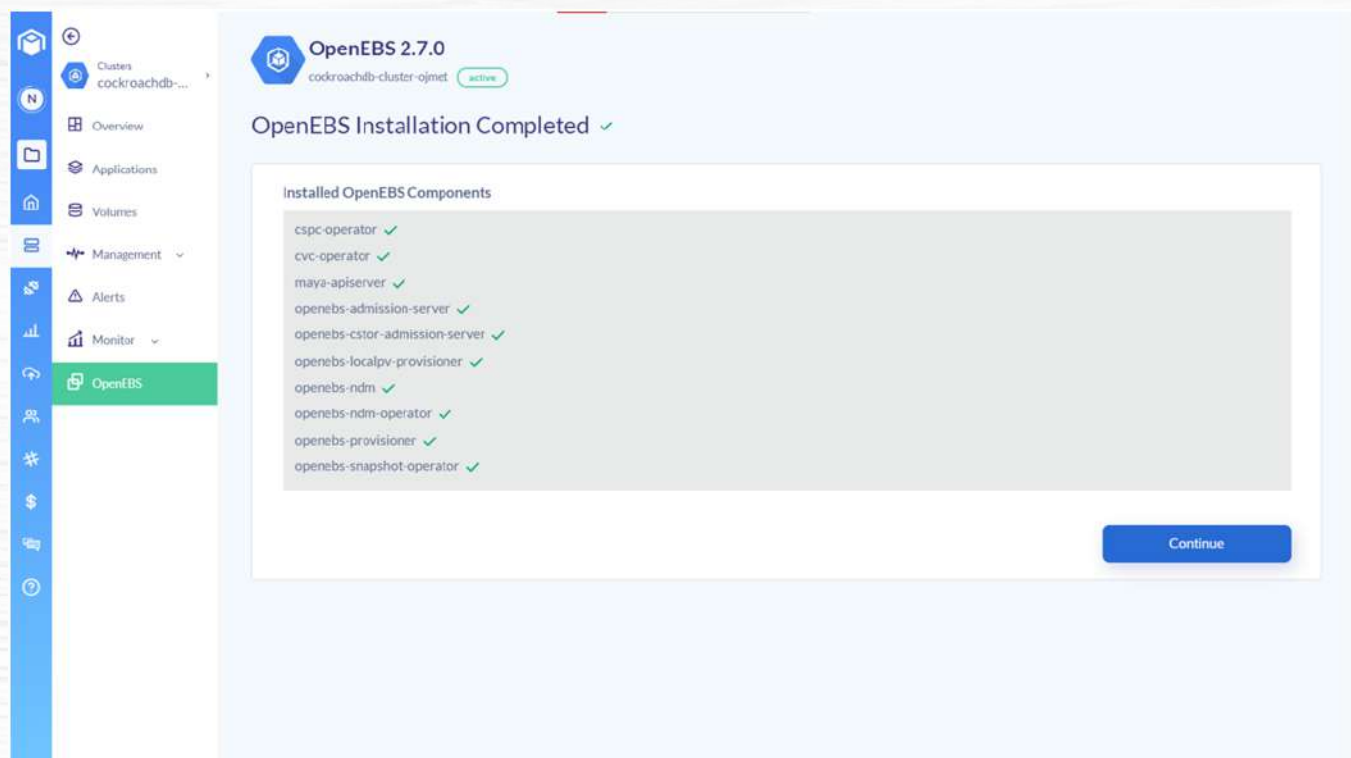 N
Clusters
cockroachdb-...
Overview
Applications
Volumes
Management
Alerts
Monitor
OpenEBS
OpenEBS 2.7.0
cockroachdb-cluster-ojmet active
OpenEBS Installation Completed
Installed OpenEBS Components
cspc-operator
cvc-operator
maya-apiserver
openebs-admission-server
openebs-cstor-admission-server
openebs-localpv-provisioner
openebs-ndm
openebs-ndm-operator
openebs-provisioner
openebs-snapshot-operator
Continue